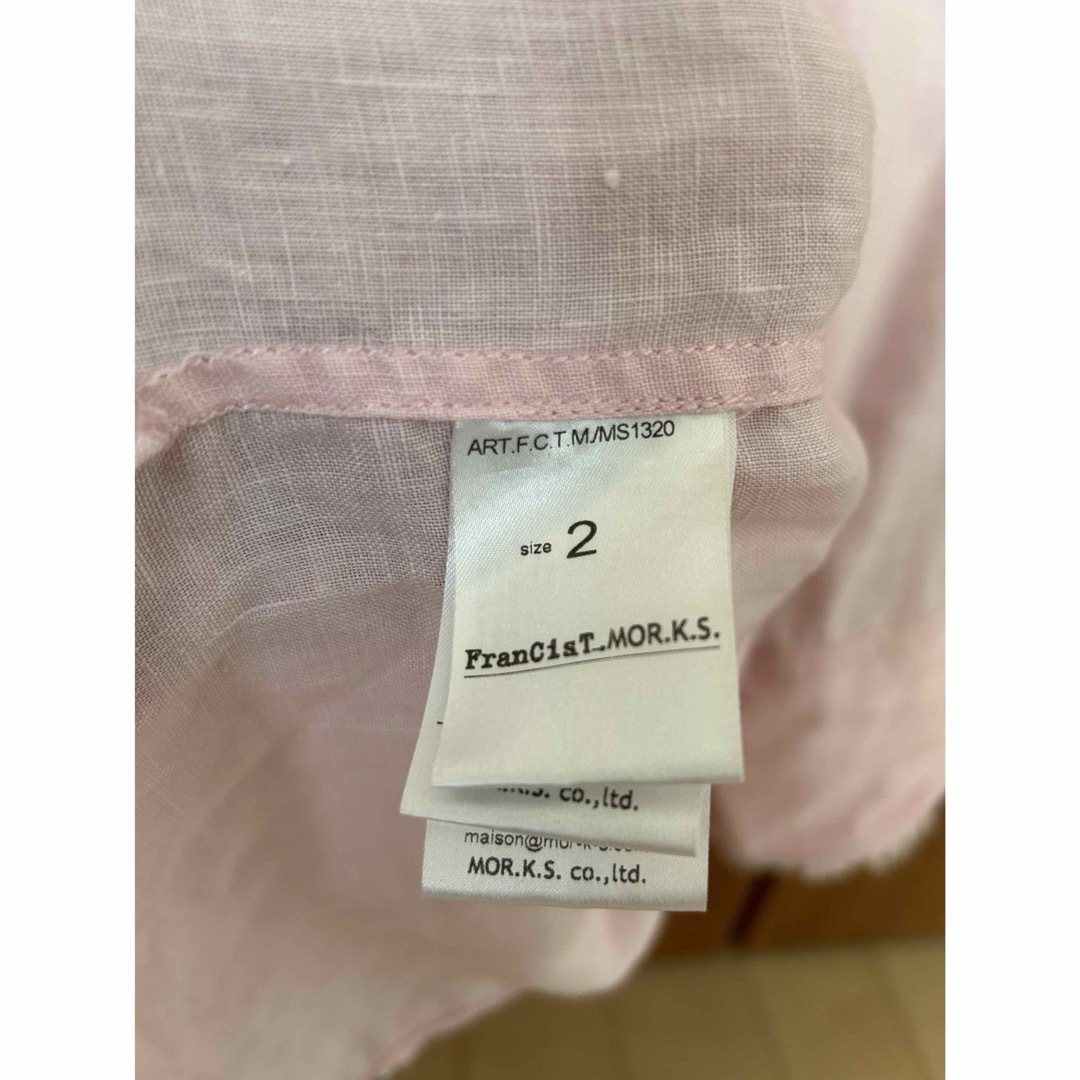 ART.F.C.T.M./MS1320
size 2
FranCisT_MOR.K.S.
co.,ltd.
MOR.K.S. co.,ltd.